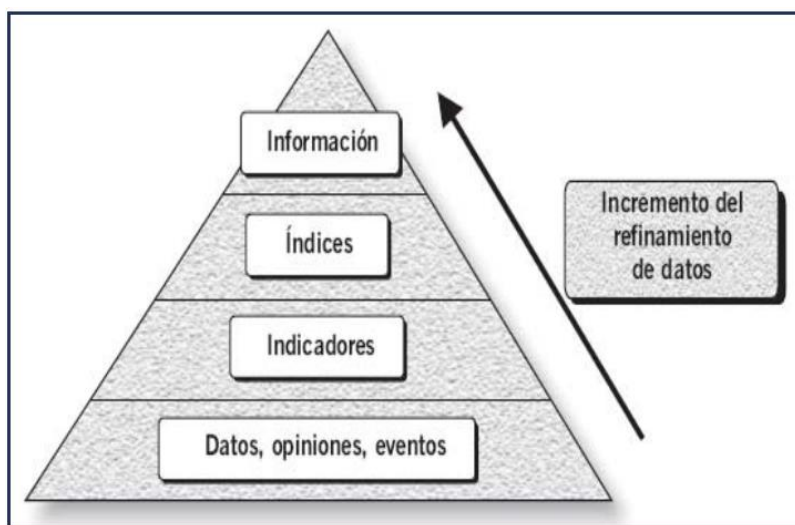 Información
Índices
Indicadores
Datos, opiniones, eventos
Incremento del
refinamiento
de datos